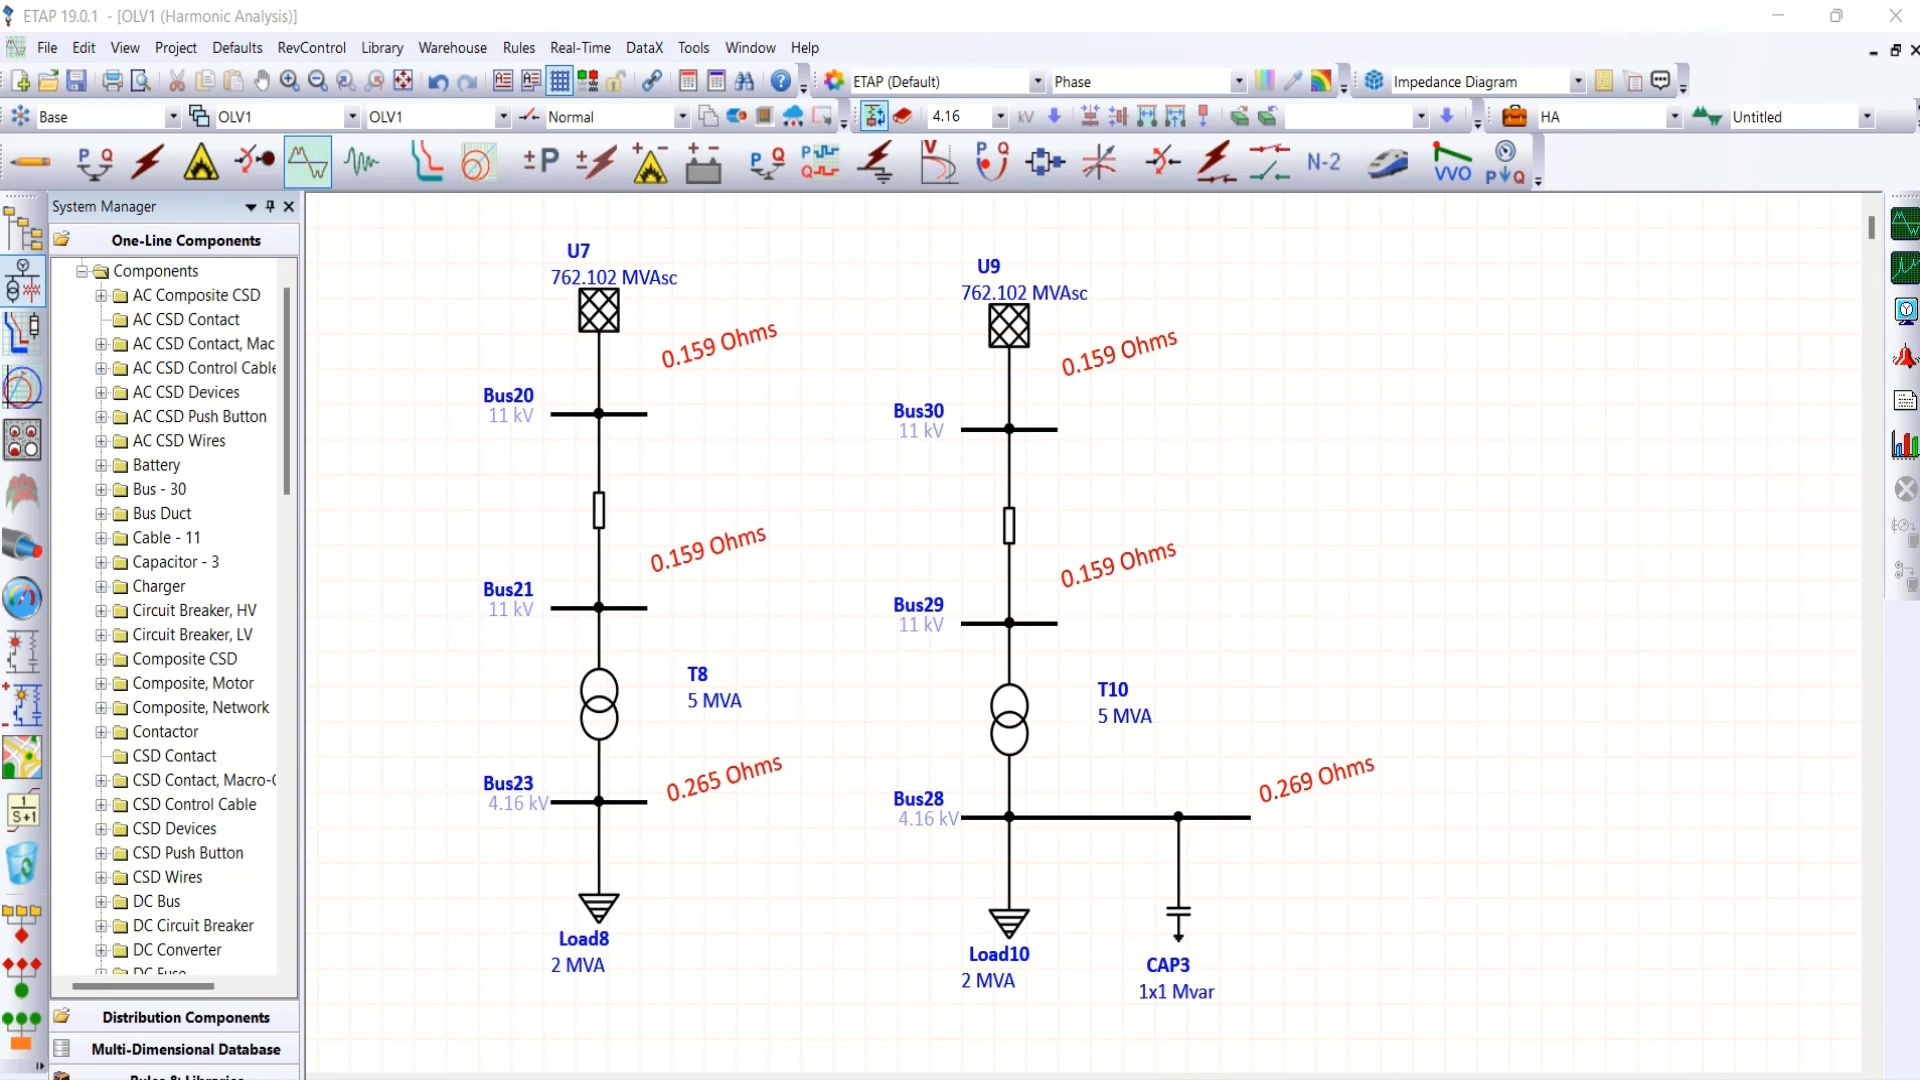 ETAP 19.0.1 - [OLV1 (Harmonic Analysis)]
File Edit View Project Defaults RevControl Library Warehouse Rules Real-Time DataX Tools Window Help
ETAP (Default) Phase Impedance Diagram
Base OLV1 OLV1 Normal 4.16 kV HA Untitled
P Q ± P P Q P Q V P Q N-2 VVO P Q
System Manager
One-Line Components
Components
AC Composite CSD
AC CSD Contact
AC CSD Contact, Mac
AC CSD Control Cable
AC CSD Devices
AC CSD Push Button
AC CSD Wires
Battery
Bus - 30
Bus Duct
Cable - 11
Capacitor - 3
Charger
Circuit Breaker, HV
Circuit Breaker, LV
Composite CSD
Composite, Motor
Composite, Network
Contactor
CSD Contact
CSD Contact, Macro-
CSD Control Cable
CSD Devices
CSD Push Button
CSD Wires
DC Bus
DC Circuit Breaker
DC Converter
DC Fuse
Distribution Components
Multi-Dimensional Database
Rules & Libraries
1
S+1
U7
762.102 MVAsc
0.159 Ohms
Bus20
11 kV
0.159 Ohms
Bus21
11 kV
T8
5 MVA
0.265 Ohms
Bus23
4.16 kV
Load8
2 MVA
U9
762.102 MVAsc
0.159 Ohms
Bus30
11 kV
0.159 Ohms
Bus29
11 kV
T10
5 MVA
0.269 Ohms
Bus28
4.16 kV
Load10
2 MVA
CAP3
1x1 Mvar